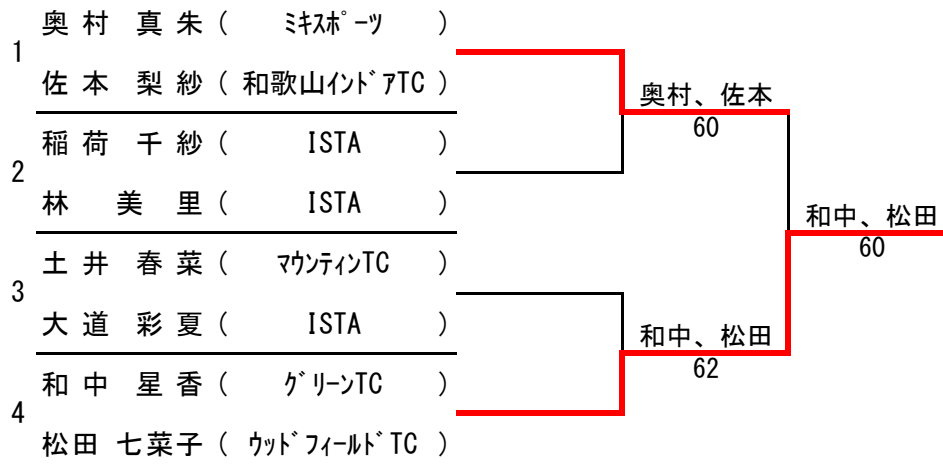 1
奥 村 真 朱 ( ﾐｷｽﾎﾟｰﾂ )
佐 本 梨 紗 ( 和歌山ｲﾝﾄﾞｱTC )
2
稲 荷 千 紗 ( ISTA )
林 美 里 ( ISTA )
3
土 井 春 菜 ( ﾏｳﾝﾃｨﾝTC )
大 道 彩 夏 ( ISTA )
4
和 中 星 香 ( ｸﾞﾘｰﾝTC )
松田 七菜子 ( ｳｯﾄﾞﾌｨｰﾙﾄﾞTC )
奥村、佐本
60
和中、松田
62
和中、松田
60